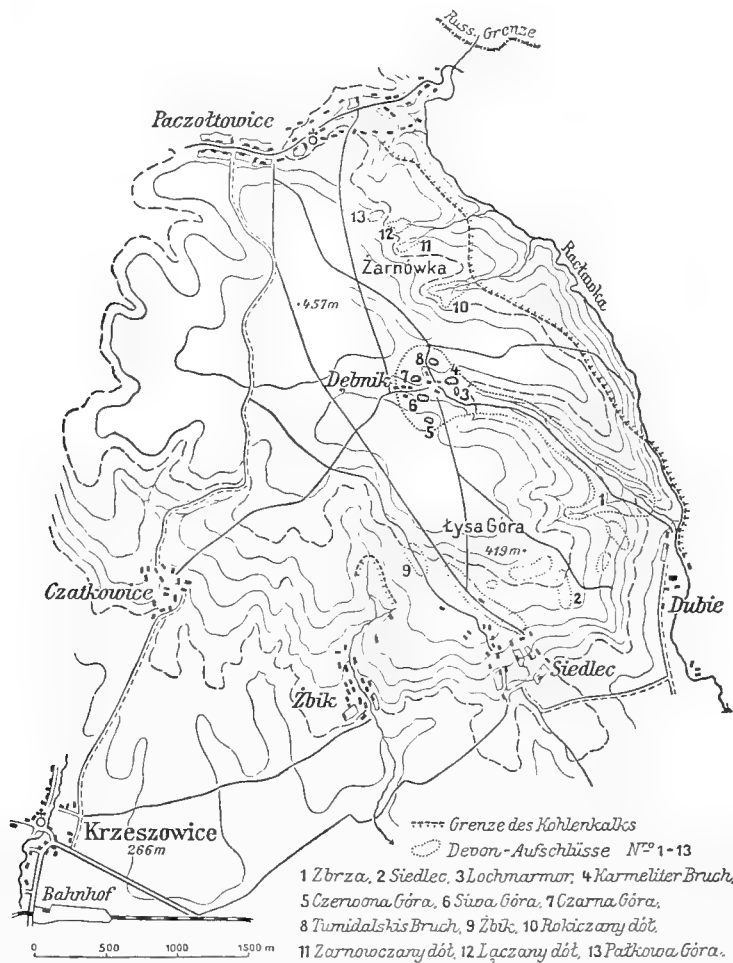 Russ. Grenze
Paczołtowice
13
12
11
Żarnówka
10
Racławka
457m
8
Dębnik
7
4
3
6
5
1
Łysa Góra
419m
9
2
Czatkowice
Dubie
Siedlec
Żbik
Krzeszowice
266m
Bahnhof
0 500 1000 1500 m
Grenze des Kohlenkalks
Devon-Aufschlüsse Nro 1-13
1 Zbrza, 2 Siedlec, 3 Lochmarmor, 4 Karmeliter Bruch,
5 Czerwona Góra, 6 Siwa Góra, 7 Czarna Góra,
8 Tumidalskis Bruch, 9 Żbik, 10 Rokiczany dół,
11 Żarnowczany dół, 12 Łączany dół, 13 Pałkowa Góra.